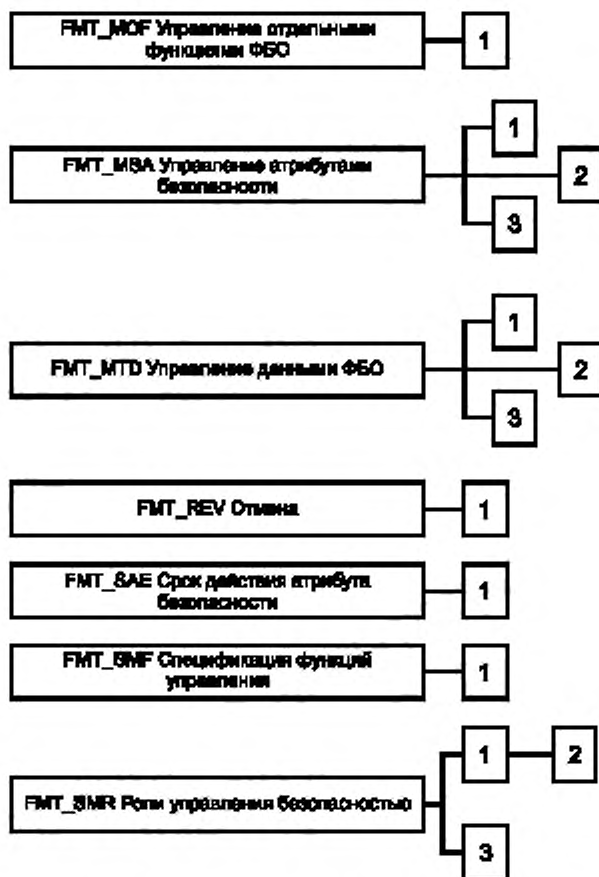 FMT_MOF Управление отдельными
функциями ФБО
1
FMT_MSA Управление атрибутами
безопасности
1
2
3
FMT_MTD Управление данными ФБО
1
2
3
FMT_REV Отмена
1
FMT_SAE Срок действия атрибута
безопасности
1
FMT_SMF Спецификация функций
управления
1
FMT_SMR Роли управления безопасностью
1
2
3